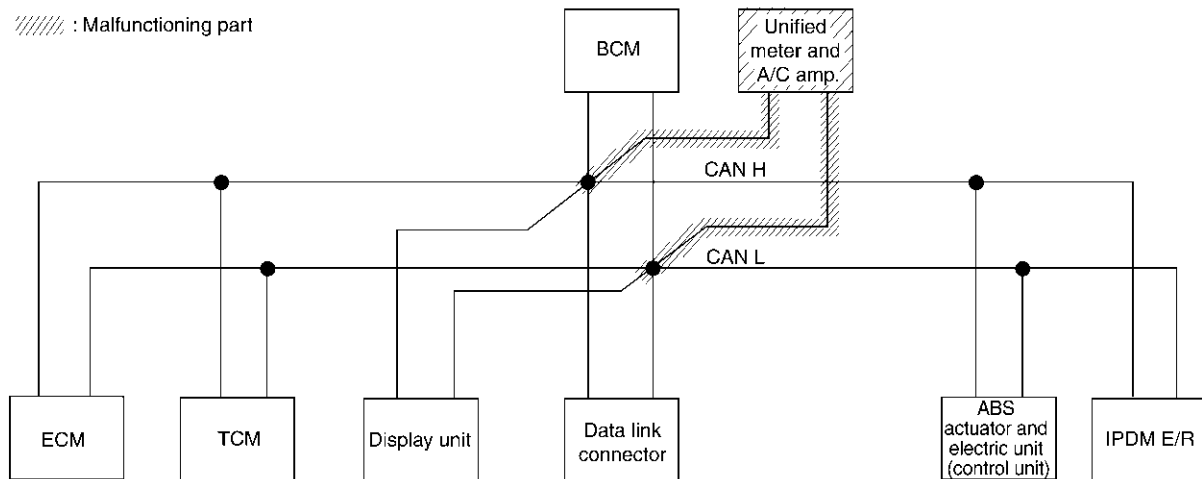 : Malfunctioning part
BCM
Unified
meter and
A/C amp.
CAN H
CAN L
ECM
TCM
Display unit
Data link
connector
ABS
actuator and
electric unit
(control unit)
IPDM E/R